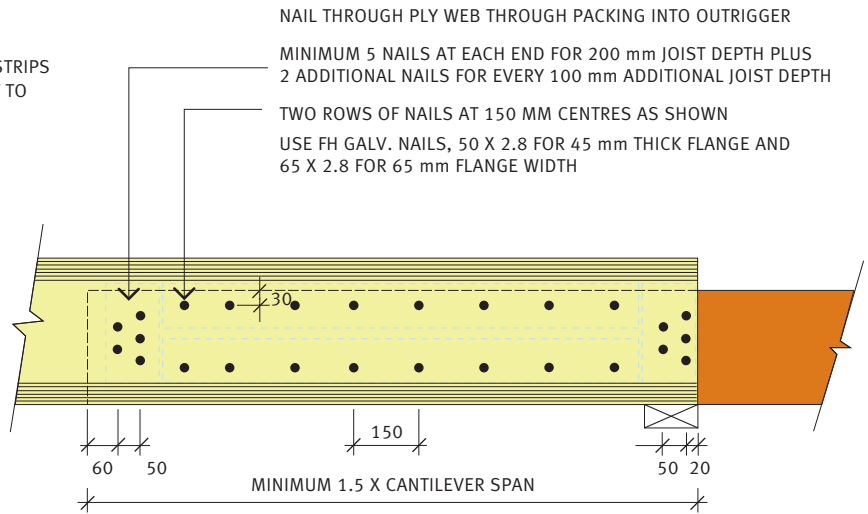 NAIL THROUGH PLY WEB THROUGH PACKING INTO OUTRIGGER
STRIPS
TO
MINIMUM 5 NAILS AT EACH END FOR 200 mm JOIST DEPTH PLUS
2 ADDITIONAL NAILS FOR EVERY 100 mm ADDITIONAL JOIST DEPTH
TWO ROWS OF NAILS AT 150 MM CENTRES AS SHOWN
USE FH GALV. NAILS, 50 X 2.8 FOR 45 mm THICK FLANGE AND
65 X 2.8 FOR 65 mm FLANGE WIDTH
30
150
60 50
50 20
MINIMUM 1.5 X CANTILEVER SPAN